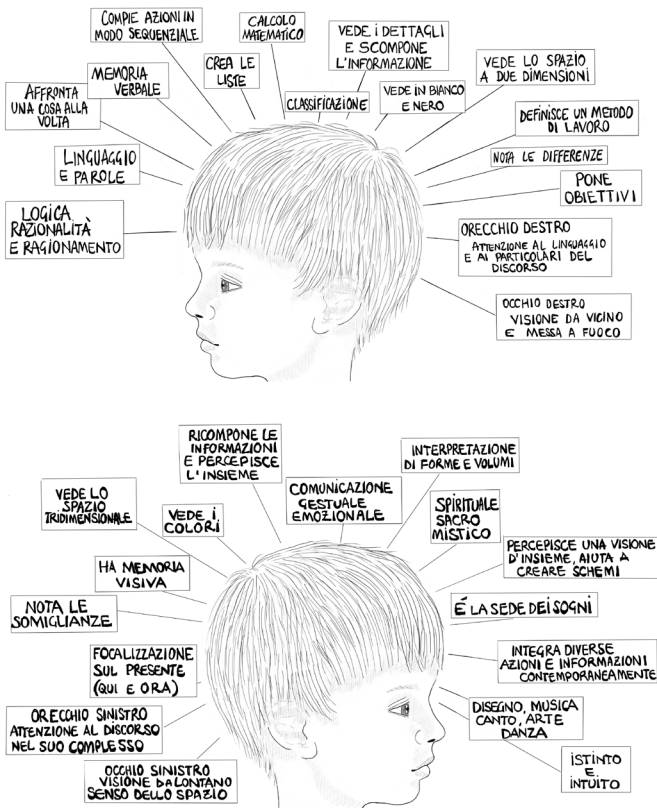 COMPIE AZIONI IN
MODO SEQUENZIALE
CALCOLO
MATEMATICO
VEDE I DETTAGLI
E SCOMPONE
L'INFORMAZIONE
VEDE LO SPAZIO
A DUE DIMENSIONI
AFFRONTA
UNA COSA ALLA
VOLTA
MEMORIA
VERBALE
CREA LE
LISTE
CLASSIFICAZIONE
VEDE IN BIANCO
E NERO
DEFINISCE UN METODO
DI LAVORO
LINGUAGGIO
E PAROLE
NOTA LE DIFFERENZE
PONE
OBIETTIVI
LOGICA
RAZIONALITÀ
E RAGIONAMENTO
ORECCHIO DESTRO
ATTENZIONE AL LINGUAGGIO
E AI PARTICOLARI DEL
DISCORSO
OCCHIO DESTRO
VISIONE DA VICINO
E MESSA A FUOCO
RICOMPONE LE
INFORMAZIONI
E PERCEPISCE
L'INSIEME
INTERPRETAZIONE
DI FORME E VOLUMI
VEDE LO
SPAZIO
TRIDIMENSIONALE
VEDE I
COLORI
COMUNICAZIONE
GESTUALE
EMOZIONALE
SPIRITUALE
SACRO
MISTICO
HA MEMORIA
VISIVA
PERCEPISCE UNA VISIONE
D'INSIEME, AIUTA A
CREARE SCHEMI
NOTA LE
SOMIGLIANZE
É LA SEDE DEI SOGNI
FOCALIZZAZIONE
SUL PRESENTE
(QUI E ORA)
INTEGRA DIVERSE
AZIONI E INFORMAZIONI
CONTEMPORANEAMENTE
ORECCHIO SINISTRO
ATTENZIONE AL DISCORSO
NEL SUO COMPLESSO
DISEGNO, MUSICA
CANTO, ARTE
DANZA
OCCHIO SINISTRO
VISIONE DA LONTANO
SENSO DELLO SPAZIO
ISTINTO
E
INTUITO